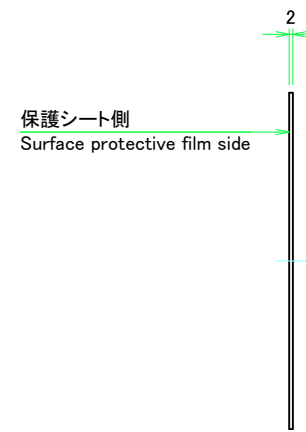 2
保護シート側
Surface protective film side